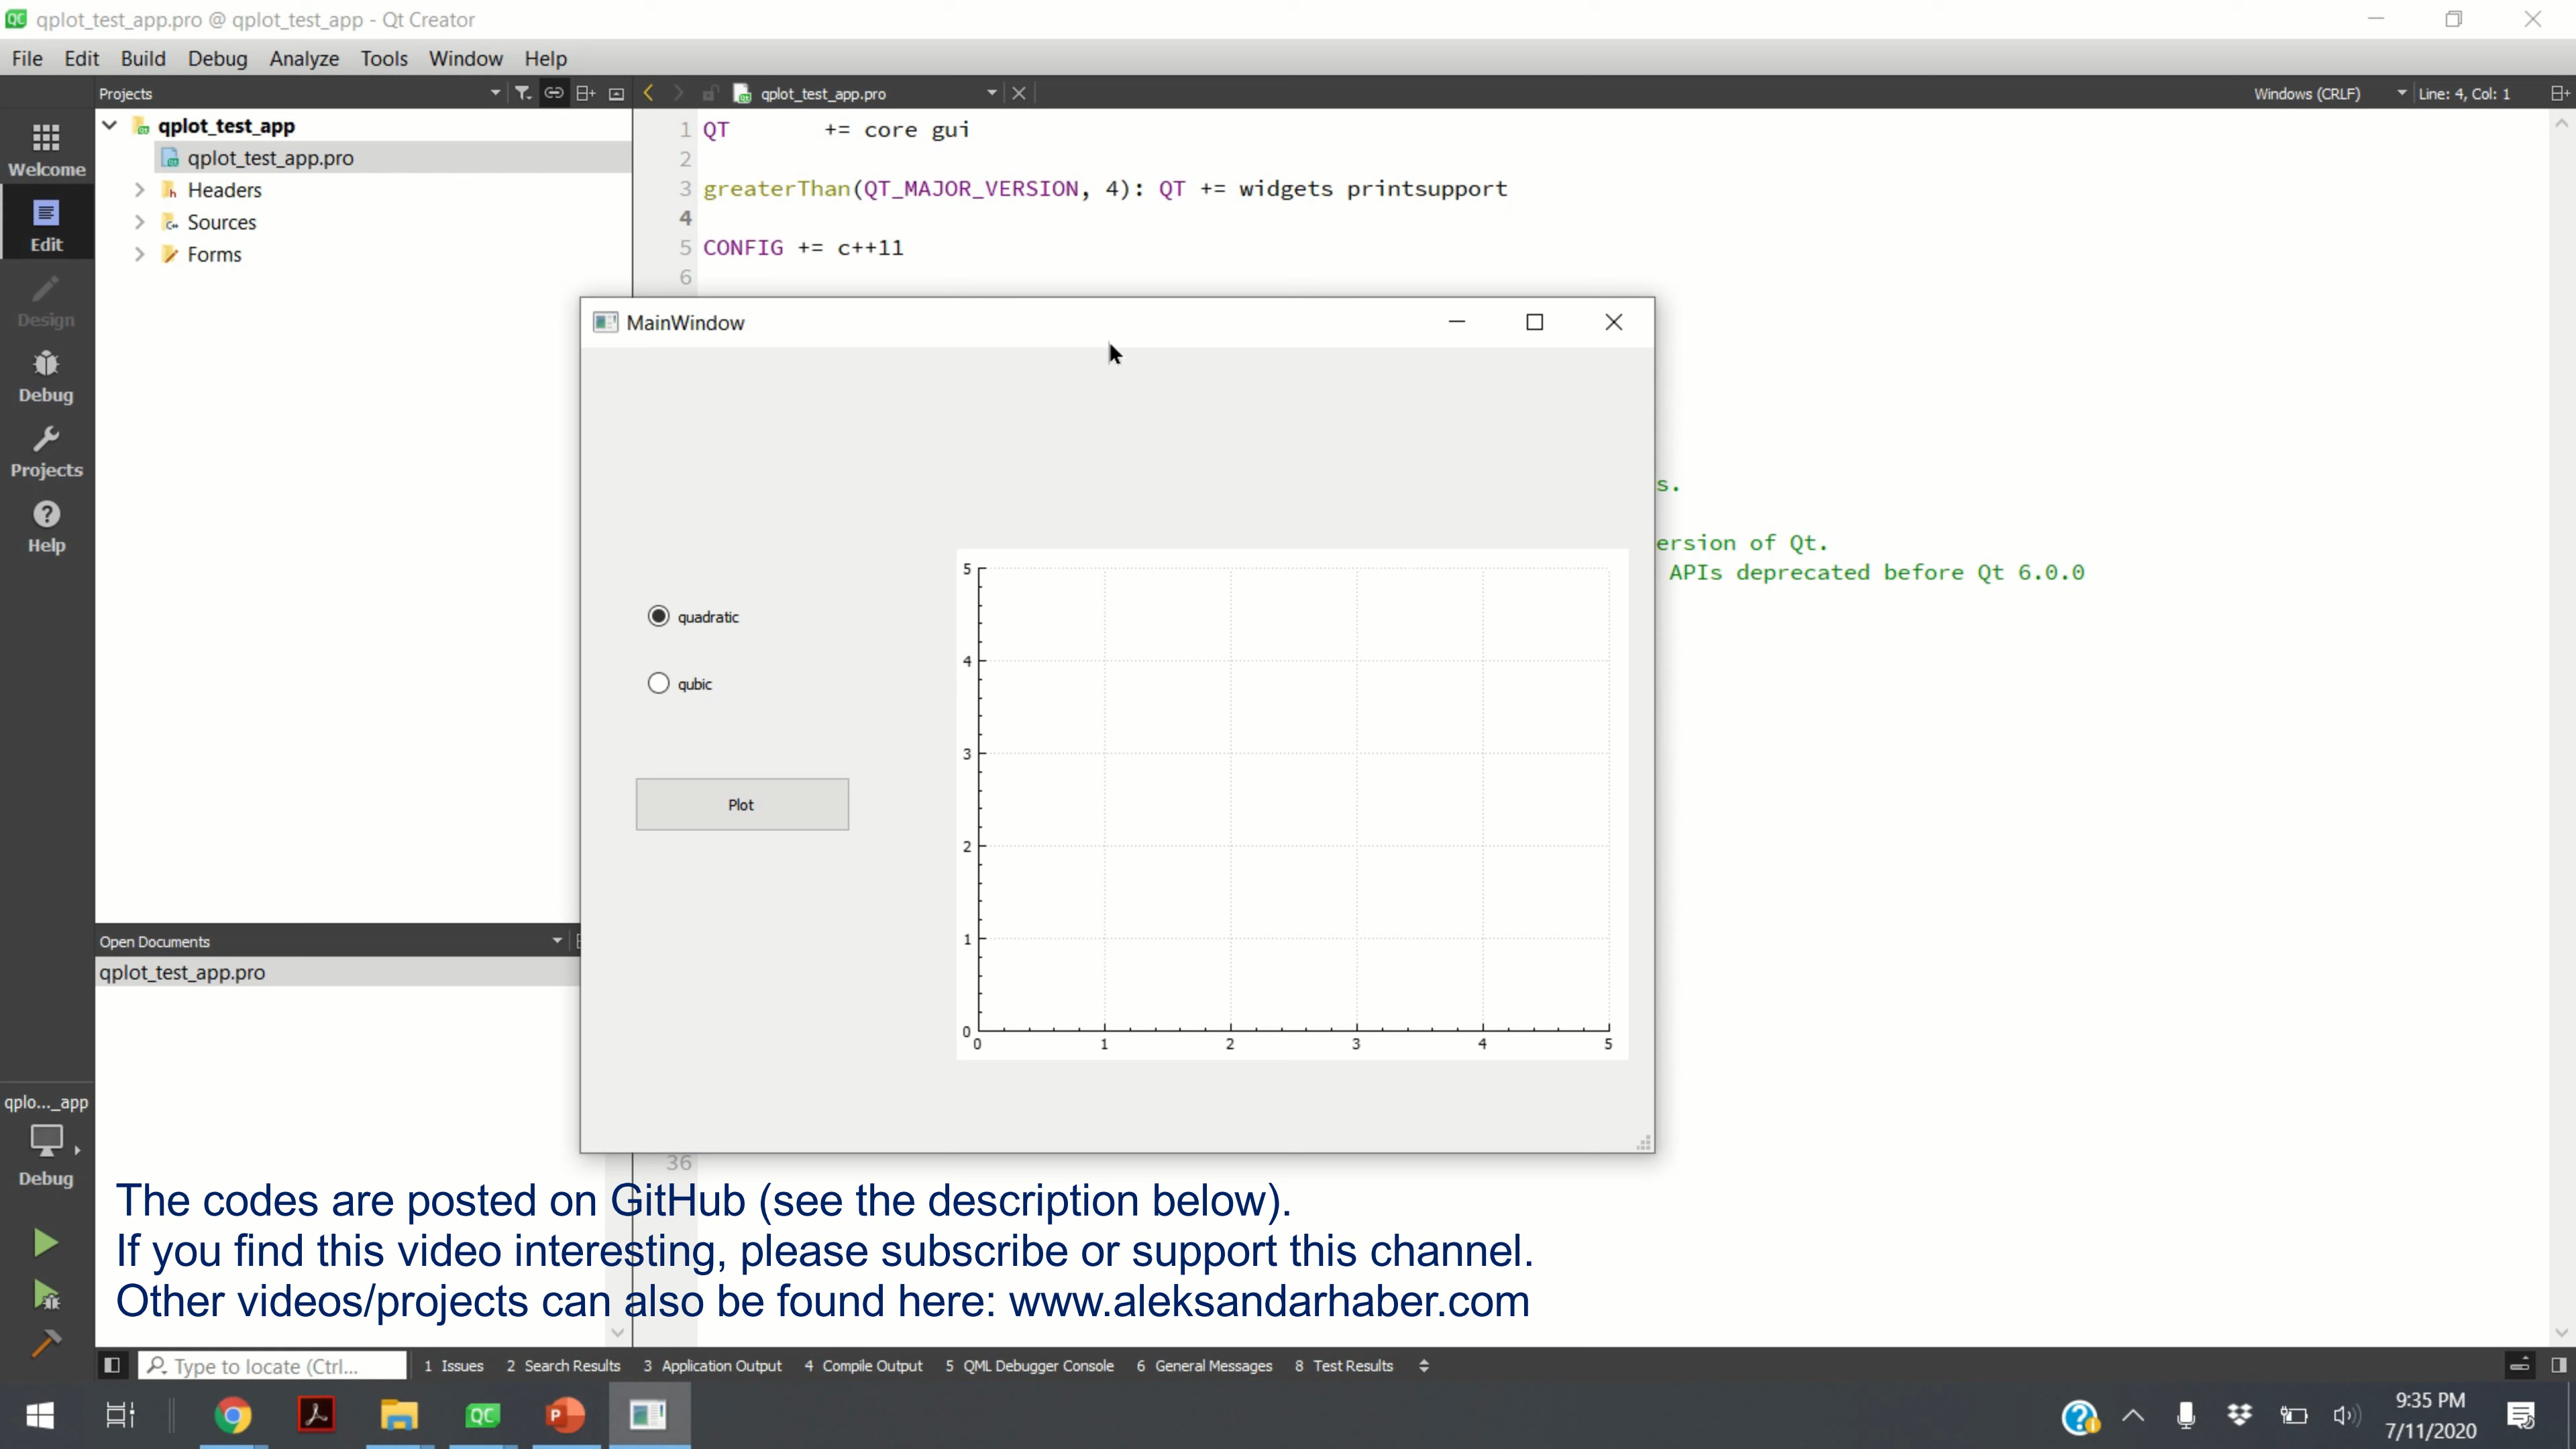 qplot_test_app.pro @ qplot_test_app - Qt Creator
File Edit Build Debug Analyze Tools Window Help
Projects
qplot_test_app.pro
Windows (CRLF)
Line: 4, Col: 1
Welcome
Edit
Design
Debug
Projects
Help
qplot_test_app
qplot_test_app.pro
Headers
Sources
Forms
1 QT += core gui
2
3 greaterThan(QT_MAJOR_VERSION, 4): QT += widgets printsupport
4
5 CONFIG += c++11
6
s.
ersion of Qt.
APIs deprecated before Qt 6.0.0
36
MainWindow
quadratic
qubic
Plot
5
4
3
2
1
0
0 1 2 3 4 5
Open Documents
qplot_test_app.pro
qplo..._app
Debug
The codes are posted on GitHub (see the description below).
If you find this video interesting, please subscribe or support this channel.
Other videos/projects can also be found here: www.aleksandarhaber.com
Type to locate (Ctrl...
1 Issues 2 Search Results 3 Application Output 4 Compile Output 5 QML Debugger Console 6 General Messages 8 Test Results
9:35 PM
7/11/2020